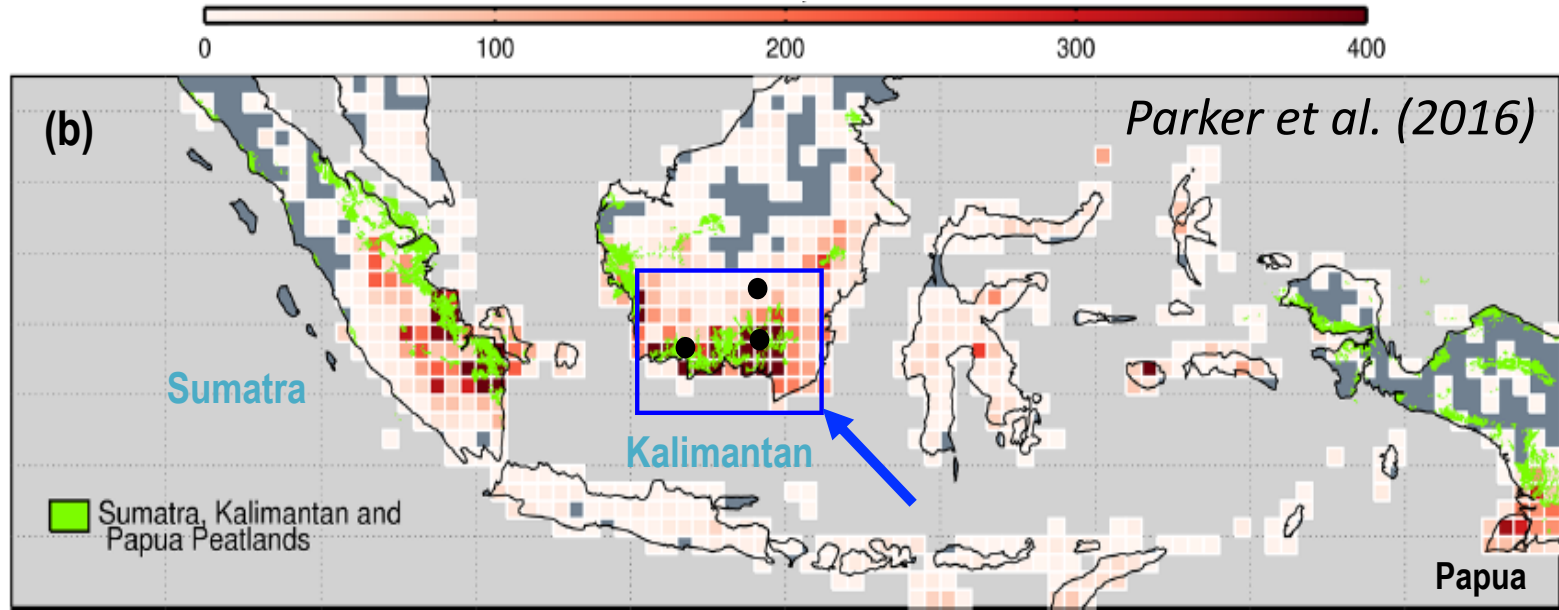 0 100 200 300 400
(b) Parker et al. (2016)
Sumatra
Kalimantan
Sumatra, Kalimantan and
Papua Peatlands
Papua